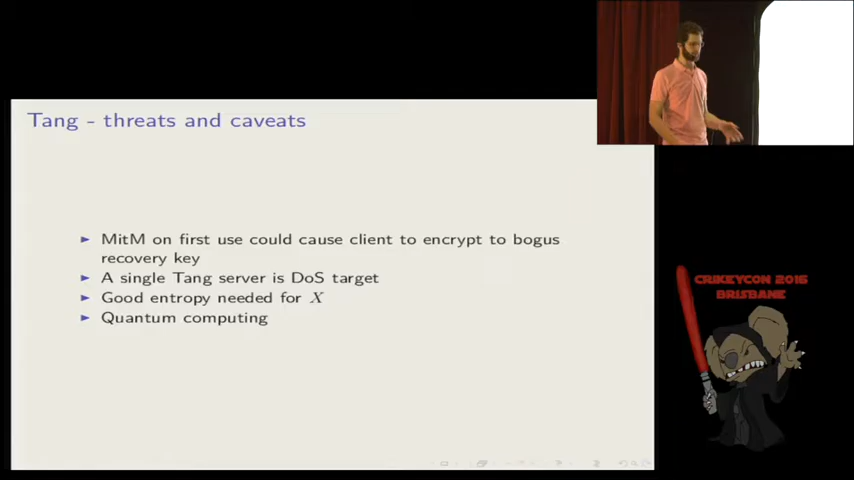 Tang - threats and caveats
MitM on first use could cause client to encrypt to bogus
recovery key
A single Tang server is DoS target
Good entropy needed for X
Quantum computing
CRIKEYCON 2016
BRISBANE